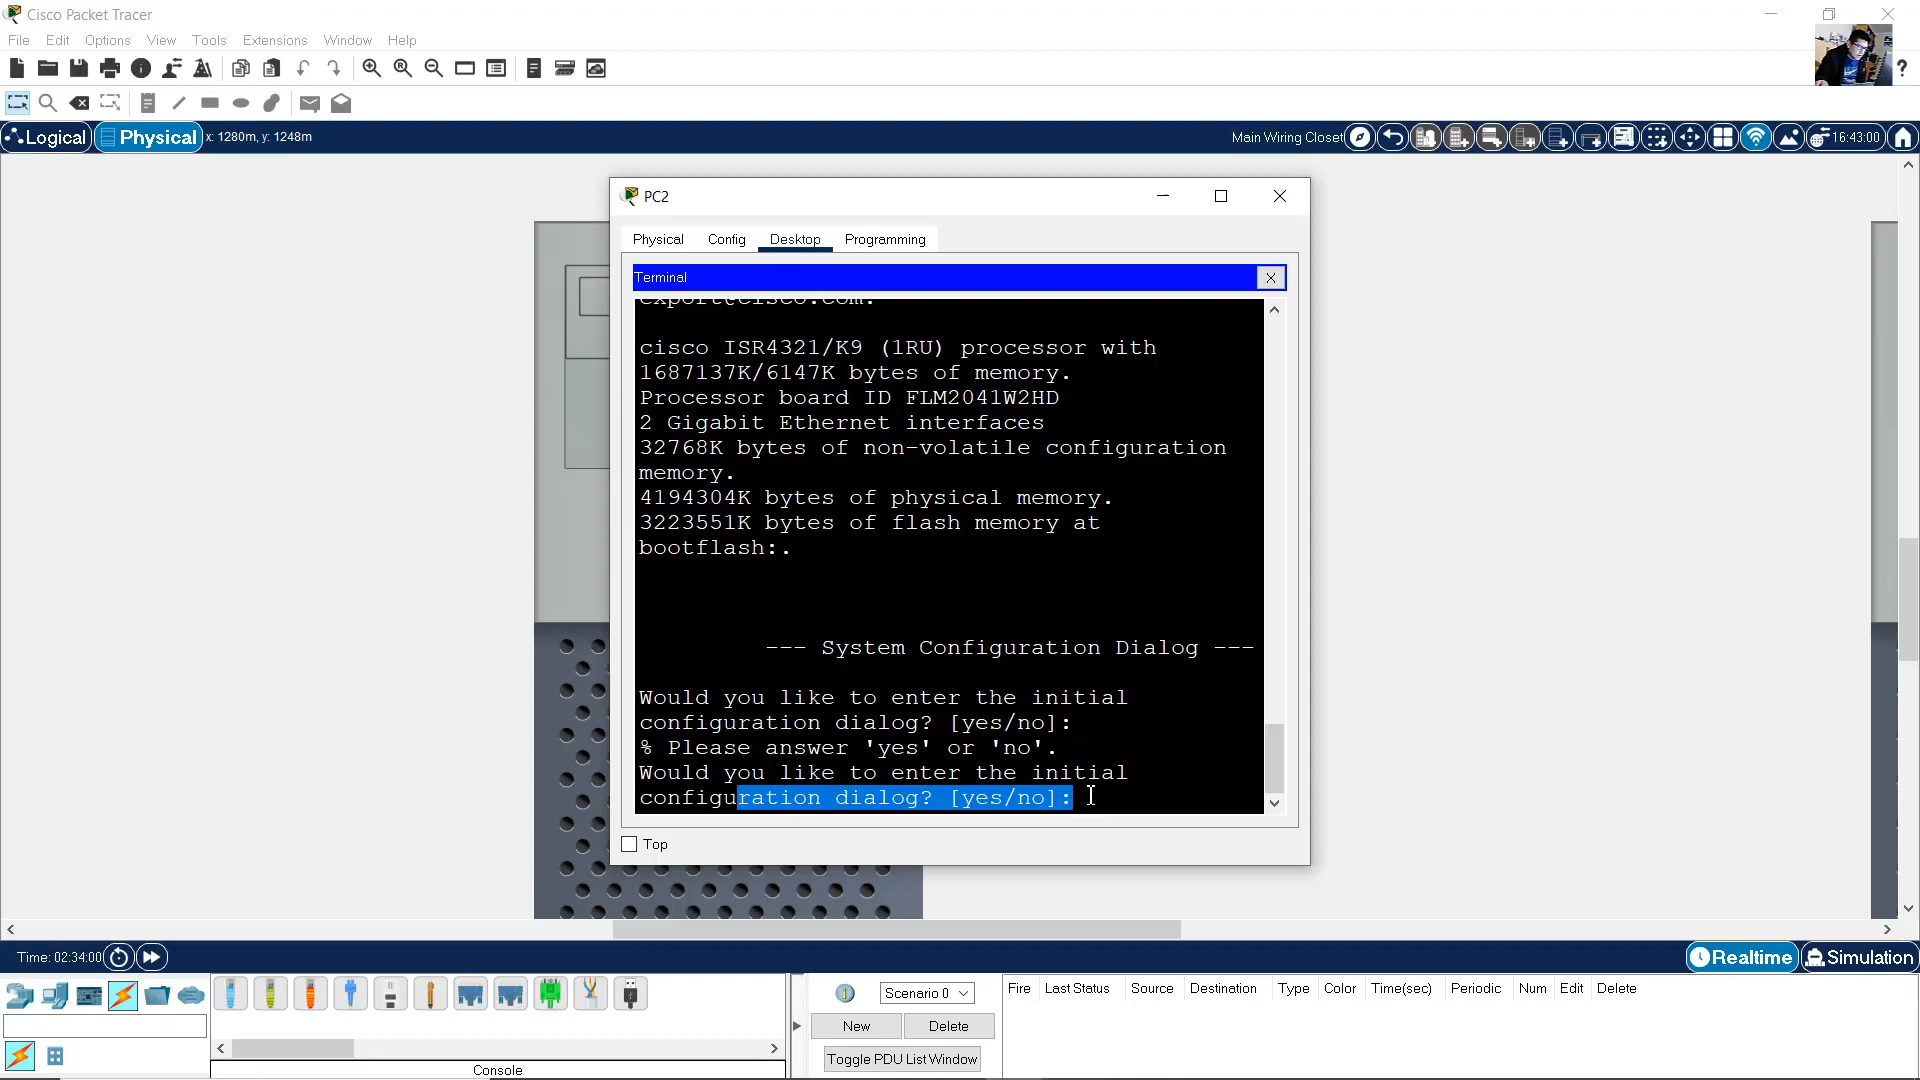 Cisco Packet Tracer
File Edit Options View Tools Extensions Window Help
?
Logical Physical x: 1280m, y: 1248m Main Wiring Closet 16:43:00
PC2
Physical Config Desktop Programming
Terminal
export@cisco.com.
cisco ISR4321/K9 (1RU) processor with
1687137K/6147K bytes of memory.
Processor board ID FLM2041W2HD
2 Gigabit Ethernet interfaces
32768K bytes of non-volatile configuration
memory.
4194304K bytes of physical memory.
3223551K bytes of flash memory at
bootflash:.
--- System Configuration Dialog ---
Would you like to enter the initial
configuration dialog? [yes/no]:
% Please answer 'yes' or 'no'.
Would you like to enter the initial
configuration dialog? [yes/no]:
Top
Time: 02:34:00 Realtime Simulation
Scenario 0
New Delete
Toggle PDU List Window
Fire Last Status Source Destination Type Color Time(sec) Periodic Num Edit Delete
Console